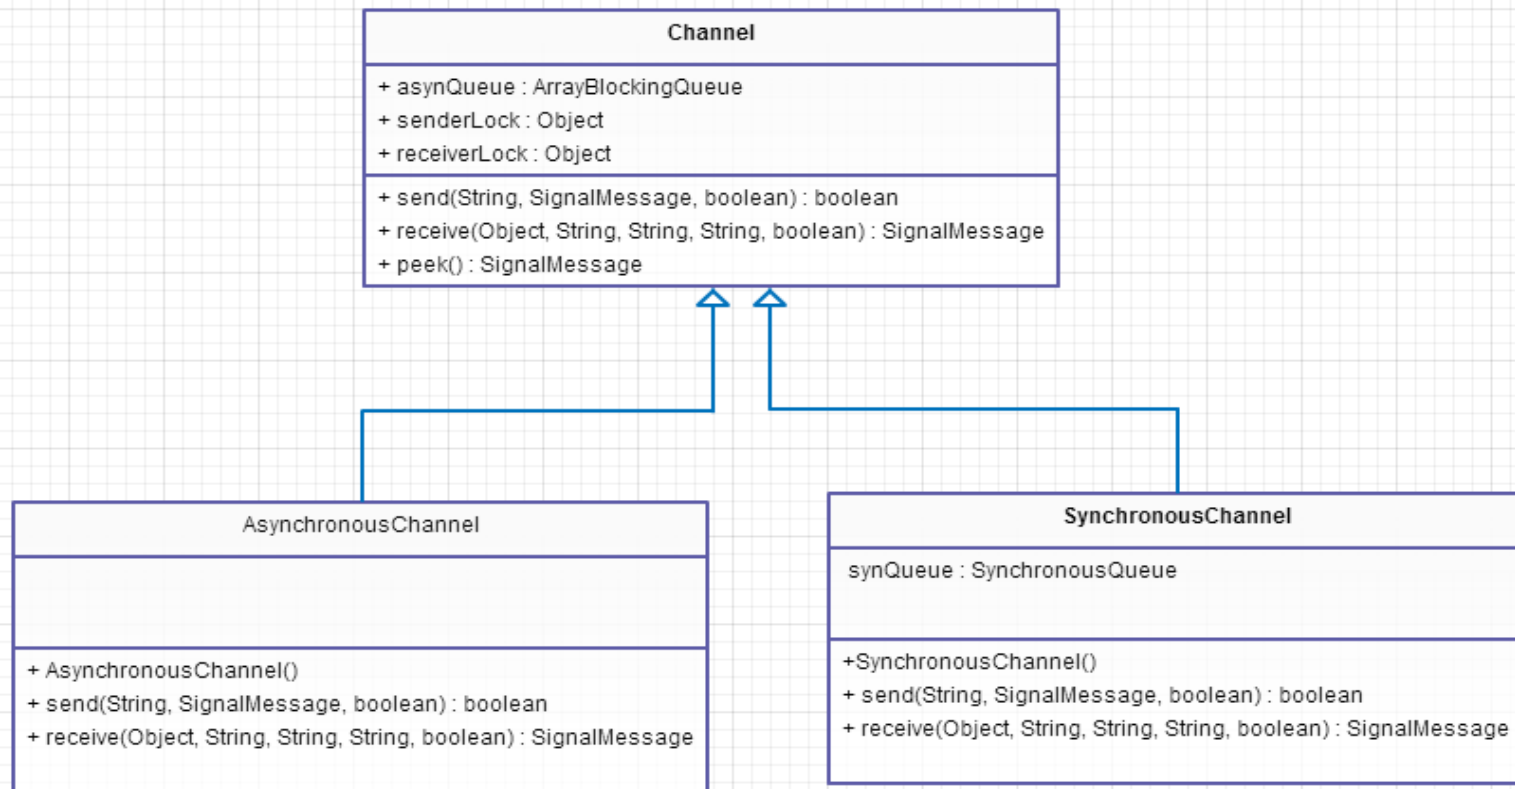 Channel
+ asynQueue : ArrayBlockingQueue
+ senderLock : Object
+ receiverLock : Object
+ send(String, SignalMessage, boolean) : boolean
+ receive(Object, String, String, String, boolean) : SignalMessage
+ peek() : SignalMessage
AsynchronousChannel
+ AsynchronousChannel()
+ send(String, SignalMessage, boolean) : boolean
+ receive(Object, String, String, String, boolean) : SignalMessage
SynchronousChannel
synQueue : SynchronousQueue
+SynchronousChannel()
+ send(String, SignalMessage, boolean) : boolean
+ receive(Object, String, String, String, boolean) : SignalMessage